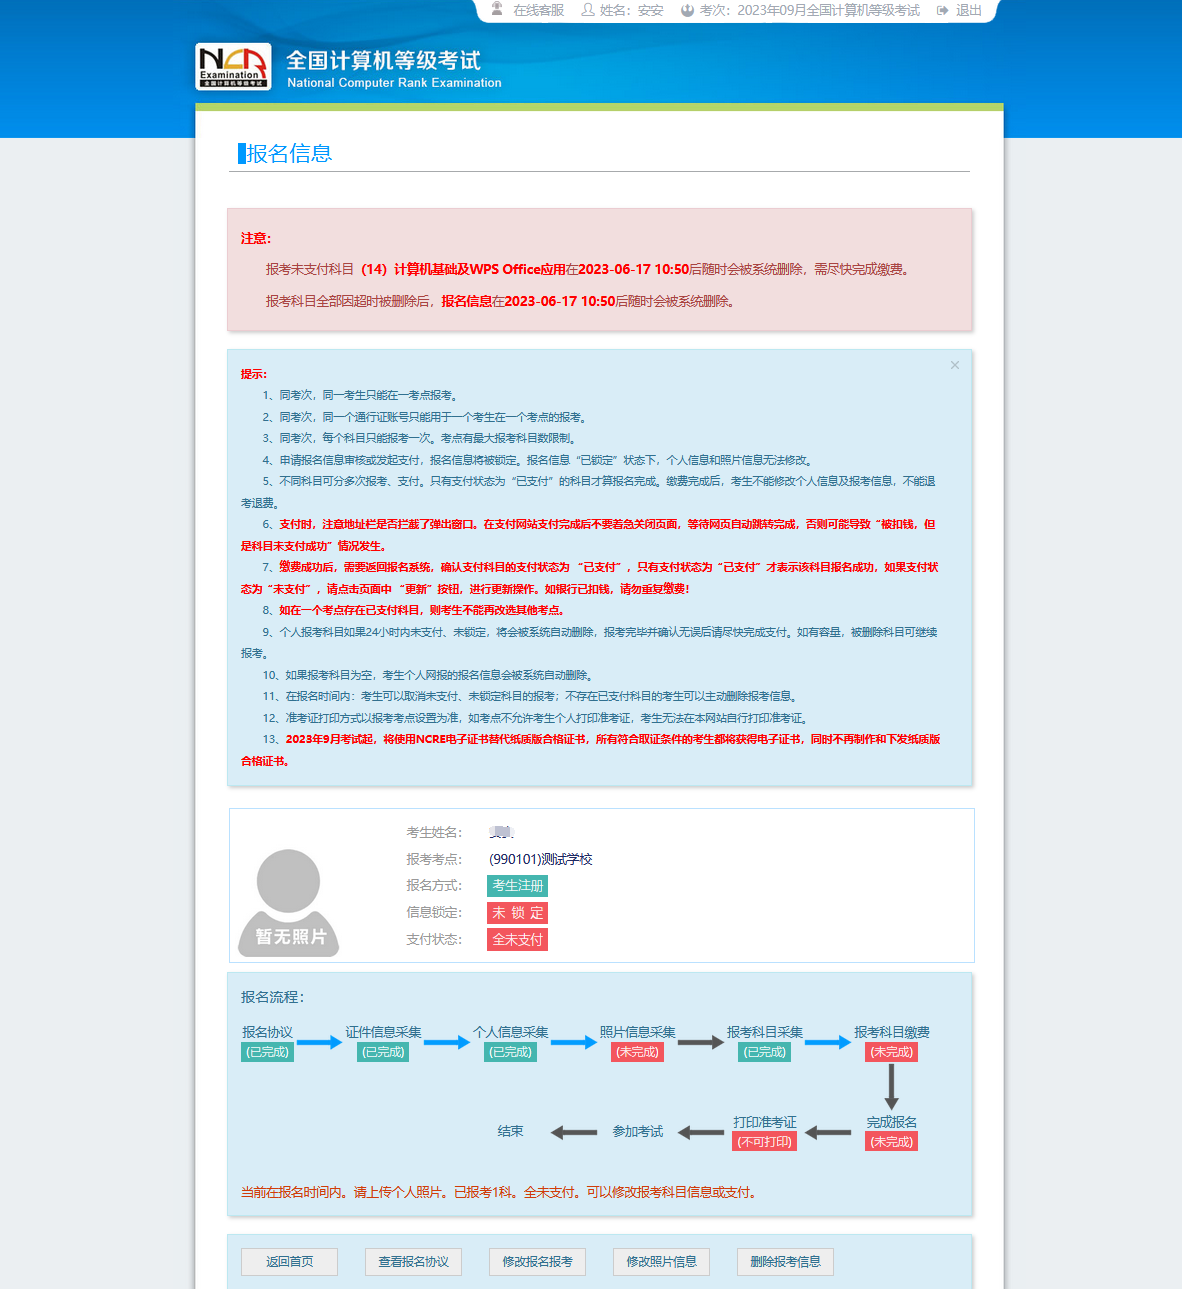 在线客服 姓名：安安 考次：2023年09月全国计算机等级考试 退出
NCR
Examination
全国计算机等级考试
全国计算机等级考试
National Computer Rank Examination
报名信息
注意：
报考未支付科目（14）计算机基础及WPS Office应用在2023-06-17 10:50后随时会被系统删除，需尽快完成缴费。
报考科目全部因超时被删除后，报名信息在2023-06-17 10:50后随时会被系统删除。
×
提示：
1、同考次，同一考生只能在一考点报考。
2、同考次，同一个通行证账号只能用于一个考生在一个考点的报考。
3、同考次，每个科目只能报考一次。考点有最大报考科目数限制。
4、申请报名信息审核或发起支付，报名信息将被锁定。报名信息“已锁定”状态下，个人信息和照片信息无法修改。
5、不同科目可分多次报考、支付。只有支付状态为“已支付”的科目才算报名完成。缴费完成后，考生不能修改个人信息及报考信息，不能退
考退费。
6、支付时，注意地址栏是否拦截了弹出窗口。在支付网站支付完成后不要着急关闭页面，等待网页自动跳转完成，否则可能导致“被扣钱，但
是科目未支付成功”情况发生。
7、缴费成功后，需要返回报名系统，确认支付科目的支付状态为 “已支付”，只有支付状态为“已支付”才表示该科目报名成功，如果支付状
态为“未支付”，请点击页面中 “更新”按钮，进行更新操作。如银行已扣钱，请勿重复缴费！
8、如在一个考点存在已支付科目，则考生不能再改选其他考点。
9、个人报考科目如果24小时内未支付、未锁定，将会被系统自动删除，报考完毕并确认无误后请尽快完成支付。如有容量，被删除科目可继续
报考。
10、如果报考科目为空，考生个人网报的报名信息会被系统自动删除。
11、在报名时间内：考生可以取消未支付、未锁定科目的报考；不存在已支付科目的考生可以主动删除报考信息。
12、准考证打印方式以报考考点设置为准，如考点不允许考生个人打印准考证，考生无法在本网站自行打印准考证。
13、2023年9月考试起，将使用NCRE电子证书替代纸质版合格证书，所有符合取证条件的考生都将获得电子证书，同时不再制作和下发纸质版
合格证书。
暂无照片
考生姓名：
报考考点： (990101)测试学校
报名方式： 考生注册
信息锁定： 未 锁 定
支付状态： 全未支付
报名流程：
报名协议 证件信息采集 个人信息采集 照片信息采集 报考科目采集 报考科目缴费
(已完成) (已完成) (已完成) (未完成) (已完成) (未完成)
结束 参加考试 打印准考证 完成报名
(不可打印) (未完成)
当前在报名时间内。请上传个人照片。已报考1科。全未支付。可以修改报考科目信息或支付。
返回首页 查看报名协议 修改报名报考 修改照片信息 删除报考信息